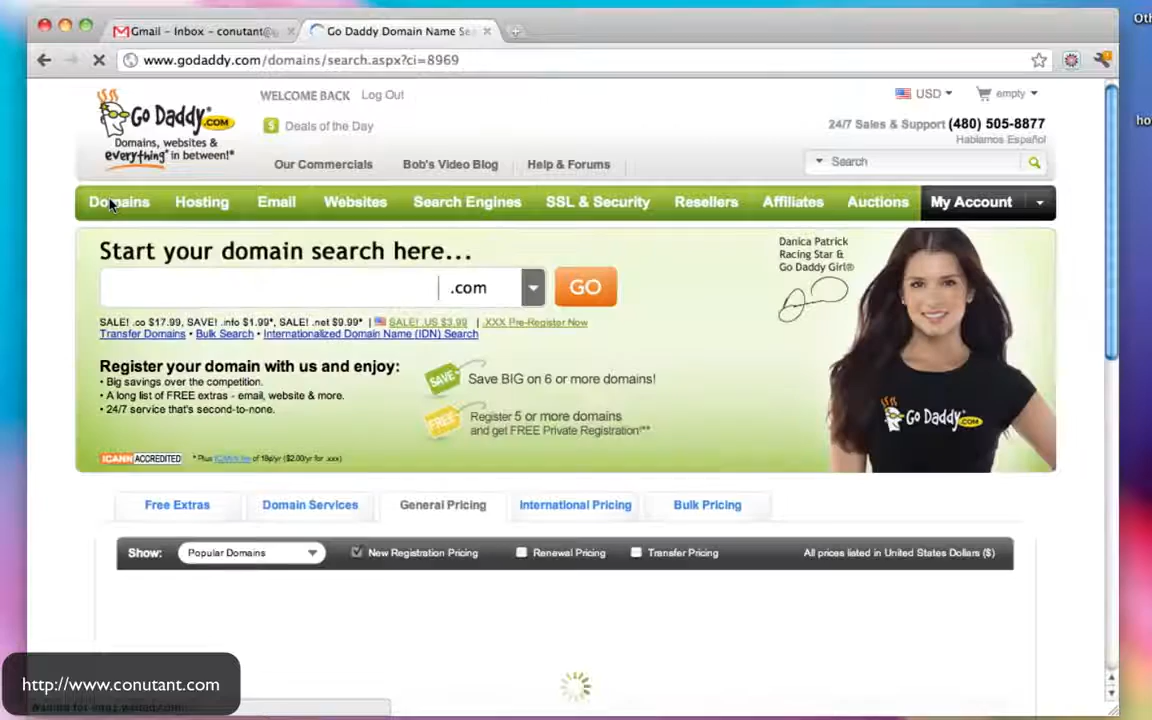 Gmail - Inbox - conutant@
Go Daddy Domain Name Se
Oth
www.godaddy.com/domains/search.aspx?ci=8969
WELCOME BACK Log Out
USD empty
Go Daddy.COM
Domains, websites &
everything* in between!*
Deals of the Day
24/7 Sales & Support (480) 505-8877
Hablamos Español
ho
Our Commercials Bob's Video Blog Help & Forums
Search
Domains Hosting Email Websites Search Engines SSL & Security Resellers Affiliates Auctions My Account
Start your domain search here...
.com GO
Danica Patrick
Racing Star &
Go Daddy Girl®
SALE! .co $17.99, SAVE! .info $1.99*, SALE! .net $9.99* | SALE! .US $3.99 | .XXX Pre-Register Now
Transfer Domains • Bulk Search • Internationalized Domain Name (IDN) Search
Register your domain with us and enjoy:
• Big savings over the competition.
• A long list of FREE extras - email, website & more.
• 24/7 service that's second-to-none.
SAVE Save BIG on 6 or more domains!
FREE Register 5 or more domains
and get FREE Private Registration!**
Go Daddy.COM
ICANN ACCREDITED * Plus ICANN fee of 18¢/yr ($2.00/yr for .xxx)
Free Extras Domain Services General Pricing International Pricing Bulk Pricing
Show: Popular Domains New Registration Pricing Renewal Pricing Transfer Pricing All prices listed in United States Dollars ($)
http://www.conutant.com